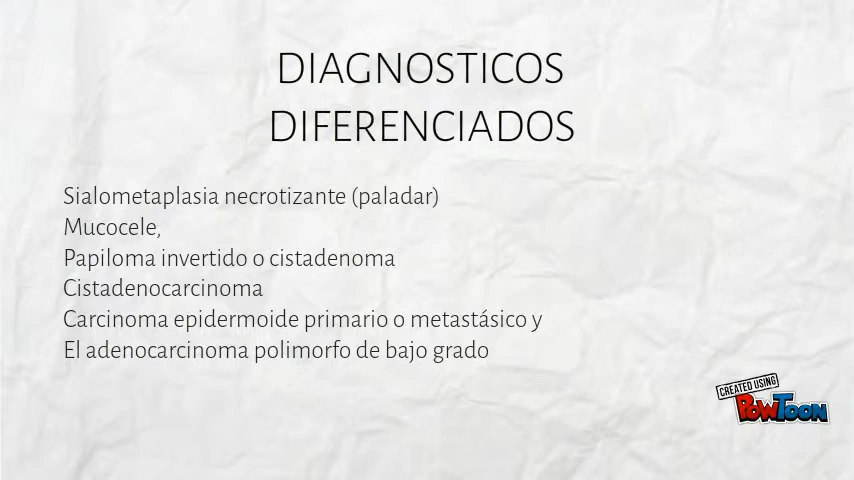 DIAGNOSTICOS
DIFERENCIADOS
Sialometaplasia necrotizante (paladar)
Mucocele,
Papiloma invertido o cistadenoma
Cistadenocarcinoma
Carcinoma epidermoide primario o metastásico y
El adenocarcinoma polimorfo de bajo grado
CREATED USING
POWTOON